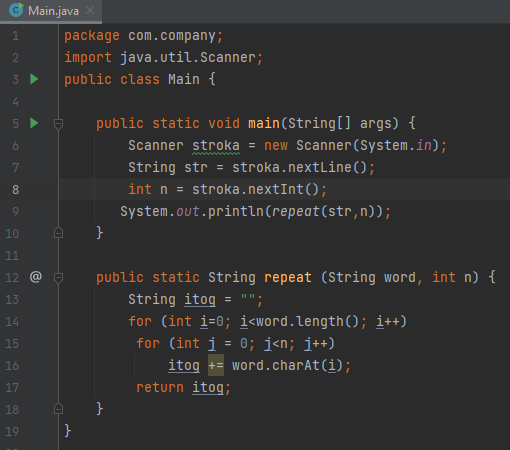 Main.java
1 package com.company;
2 import java.util.Scanner;
3 public class Main {
4
5 public static void main(String[] args) {
6 Scanner stroka = new Scanner(System.in);
7 String str = stroka.nextLine();
8 int n = stroka.nextInt();
9 System.out.println(repeat(str,n));
10 }
11
12 @ public static String repeat (String word, int n) {
13 String itog = "";
14 for (int i=0; i<word.length(); i++)
15 for (int j = 0; j<n; j++)
16 itog += word.charAt(i);
17 return itog;
18 }
19 }